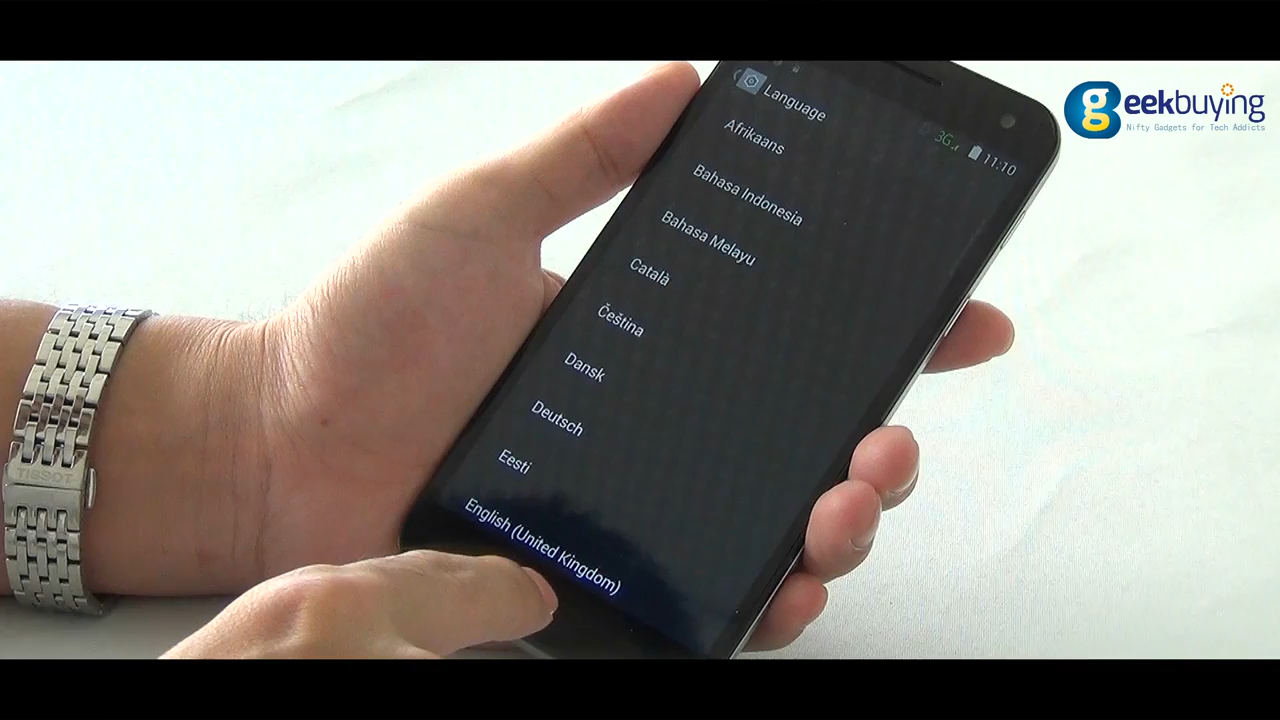 geekbuying
Nifty Gadgets for Tech Addicts
Language
3G
11:10
Afrikaans
Bahasa Indonesia
Bahasa Melayu
Català
Čeština
Dansk
Deutsch
Eesti
English (United Kingdom)
TISSOT